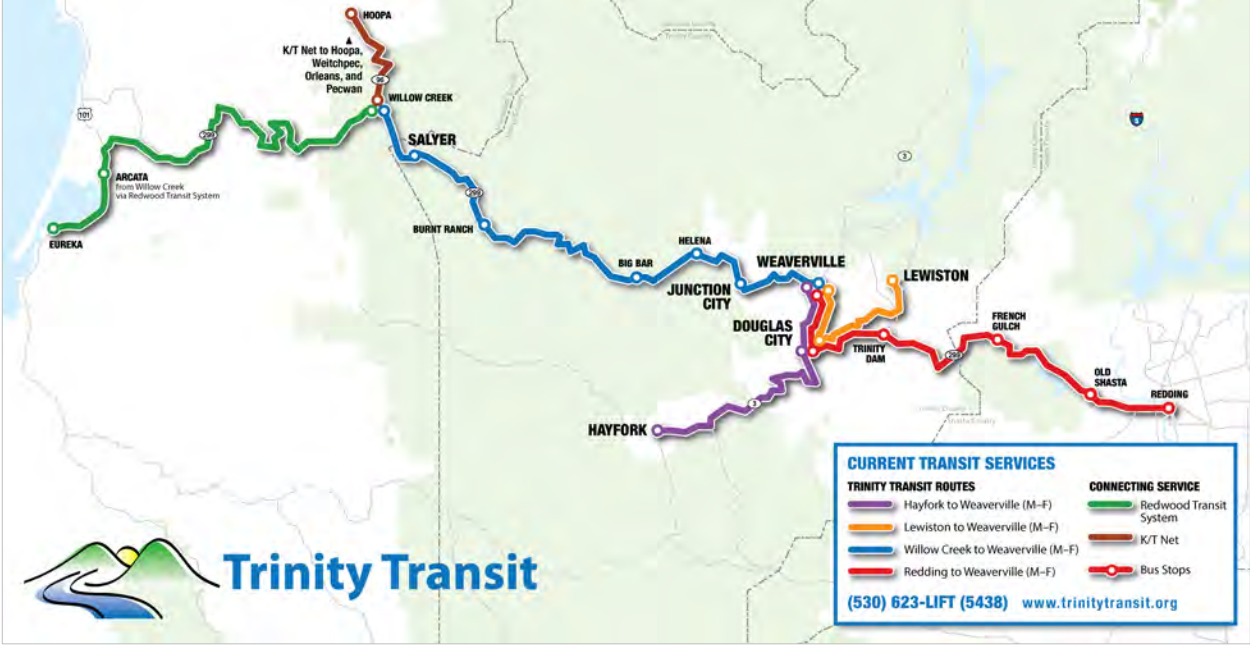 HOOPA
K/T Net to Hoopa,
Weitchpec,
Orleans, and
Pecwan
96
WILLOW CREEK
101
299
SALYER
ARCATA
from Willow Creek
via Redwood Transit System
EUREKA
299
BURNT RANCH
5
3
BIG BAR
HELENA
JUNCTION
CITY
WEAVERVILLE
LEWISTON
DOUGLAS
CITY
TRINITY
DAM
299
FRENCH
GULCH
OLD
SHASTA
REDDING
3
HAYFORK
Trinity Transit
CURRENT TRANSIT SERVICES
TRINITY TRANSIT ROUTES
Hayfork to Weaverville (M–F)
Lewiston to Weaverville (M–F)
Willow Creek to Weaverville (M–F)
Redding to Weaverville (M–F)
CONNECTING SERVICE
Redwood Transit
System
K/T Net
Bus Stops
(530) 623-LIFT (5438) www.trinitytransit.org